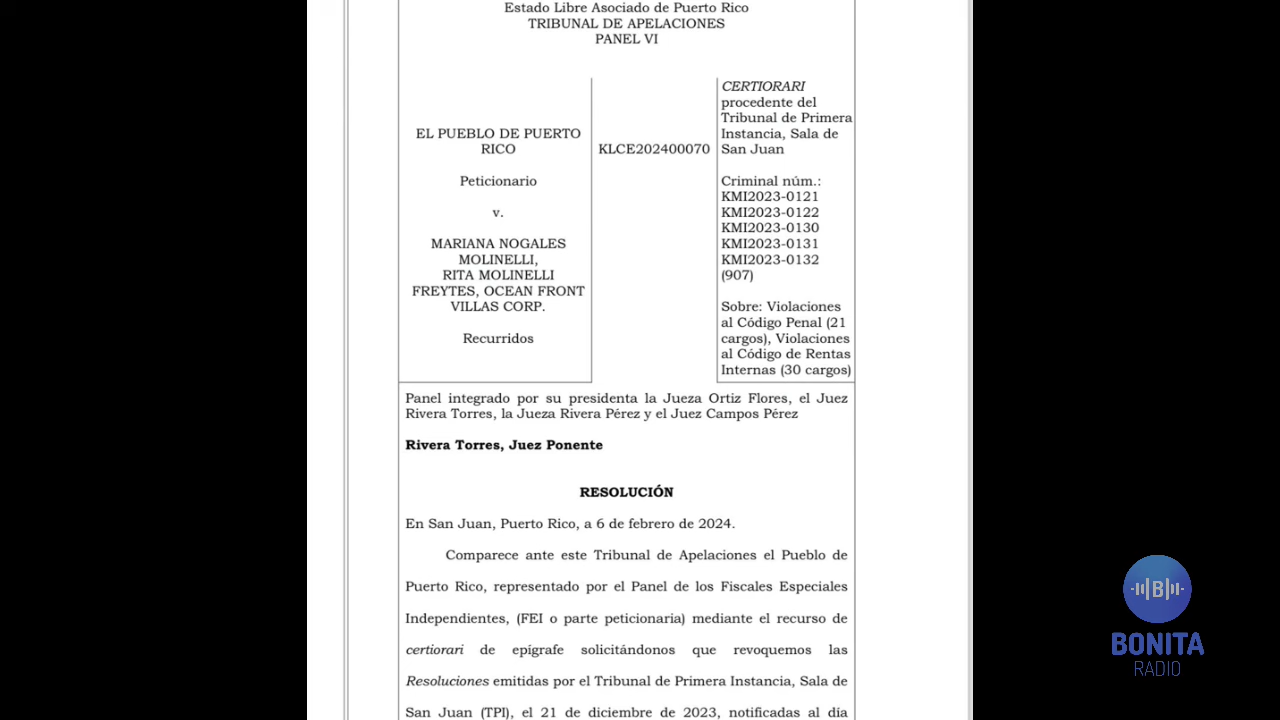 Estado Libre Asociado de Puerto Rico
TRIBUNAL DE APELACIONES
PANEL VI
EL PUEBLO DE PUERTO
RICO
Peticionario
v.
MARIANA NOGALES
MOLINELLI,
RITA MOLINELLI
FREYTES, OCEAN FRONT
VILLAS CORP.
Recurridos
KLCE202400070
CERTIORARI
procedente del
Tribunal de Primera
Instancia, Sala de
San Juan
Criminal núm.:
KMI2023-0121
KMI2023-0122
KMI2023-0130
KMI2023-0131
KMI2023-0132
(907)
Sobre: Violaciones
al Código Penal (21
cargos), Violaciones
al Código de Rentas
Internas (30 cargos)
Panel integrado por su presidenta la Jueza Ortiz Flores, el Juez
Rivera Torres, la Jueza Rivera Pérez y el Juez Campos Pérez
Rivera Torres, Juez Ponente
RESOLUCIÓN
En San Juan, Puerto Rico, a 6 de febrero de 2024.
Comparece ante este Tribunal de Apelaciones el Pueblo de
Puerto Rico, representado por el Panel de los Fiscales Especiales
Independientes, (FEI o parte peticionaria) mediante el recurso de
certiorari de epígrafe solicitándonos que revoquemos las
Resoluciones emitidas por el Tribunal de Primera Instancia, Sala de
San Juan (TPI), el 21 de diciembre de 2023, notificadas al día
B
BONITA
RADIO